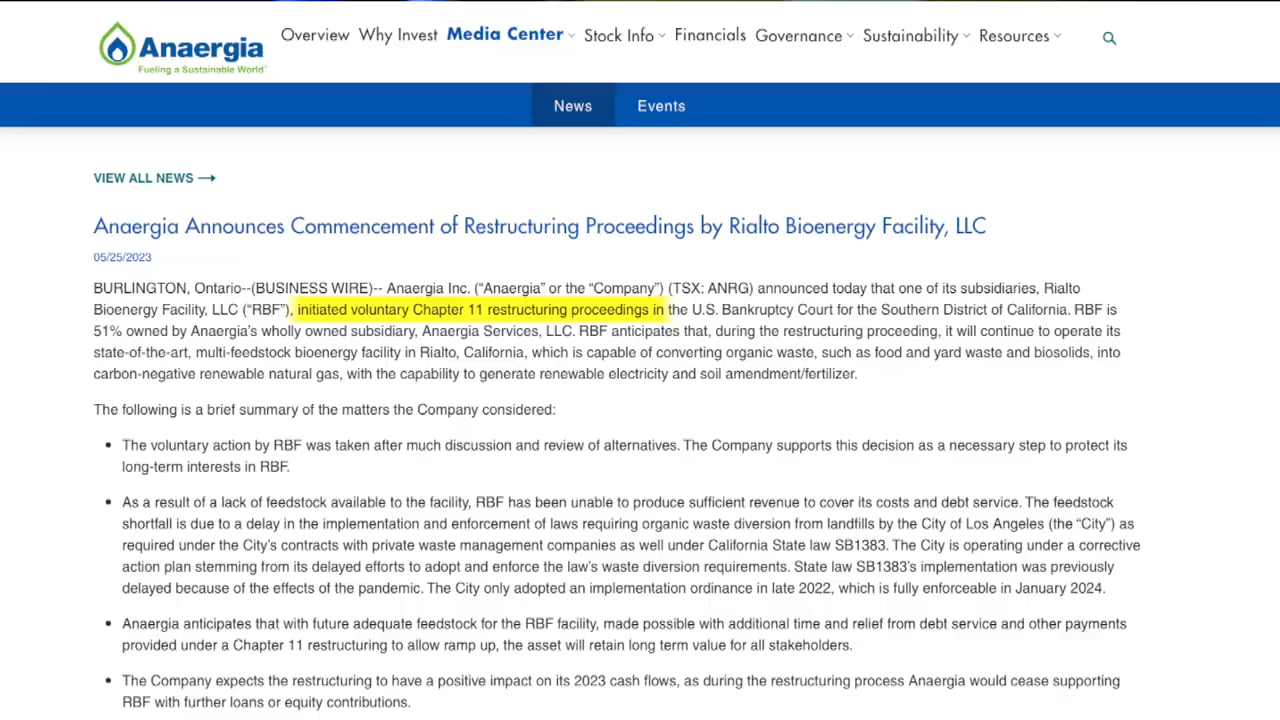 Anaergia
Fueling a Sustainable World™
Overview Why Invest Media Center Stock Info Financials Governance Sustainability Resources
News Events
VIEW ALL NEWS
Anaergia Announces Commencement of Restructuring Proceedings by Rialto Bioenergy Facility, LLC
05/25/2023
BURLINGTON, Ontario--(BUSINESS WIRE)-- Anaergia Inc. (“Anaergia” or the “Company”) (TSX: ANRG) announced today that one of its subsidiaries, Rialto
Bioenergy Facility, LLC (“RBF”), initiated voluntary Chapter 11 restructuring proceedings in the U.S. Bankruptcy Court for the Southern District of California. RBF is
51% owned by Anaergia’s wholly owned subsidiary, Anaergia Services, LLC. RBF anticipates that, during the restructuring proceeding, it will continue to operate its
state-of-the-art, multi-feedstock bioenergy facility in Rialto, California, which is capable of converting organic waste, such as food and yard waste and biosolids, into
carbon-negative renewable natural gas, with the capability to generate renewable electricity and soil amendment/fertilizer.
The following is a brief summary of the matters the Company considered:
• The voluntary action by RBF was taken after much discussion and review of alternatives. The Company supports this decision as a necessary step to protect its
long-term interests in RBF.
• As a result of a lack of feedstock available to the facility, RBF has been unable to produce sufficient revenue to cover its costs and debt service. The feedstock
shortfall is due to a delay in the implementation and enforcement of laws requiring organic waste diversion from landfills by the City of Los Angeles (the “City”) as
required under the City’s contracts with private waste management companies as well under California State law SB1383. The City is operating under a corrective
action plan stemming from its delayed efforts to adopt and enforce the law’s waste diversion requirements. State law SB1383’s implementation was previously
delayed because of the effects of the pandemic. The City only adopted an implementation ordinance in late 2022, which is fully enforceable in January 2024.
• Anaergia anticipates that with future adequate feedstock for the RBF facility, made possible with additional time and relief from debt service and other payments
provided under a Chapter 11 restructuring to allow ramp up, the asset will retain long term value for all stakeholders.
• The Company expects the restructuring to have a positive impact on its 2023 cash flows, as during the restructuring process Anaergia would cease supporting
RBF with further loans or equity contributions.